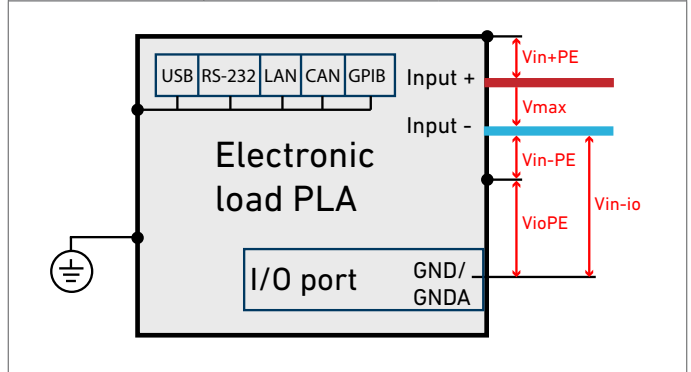 Vin+PE
USB RS-232 LAN CAN GPIB
Input +
Vmax
Input -
Electronic
load PLA
Vin-PE
Vin-io
VioPE
I/O port
GND/
GNDA